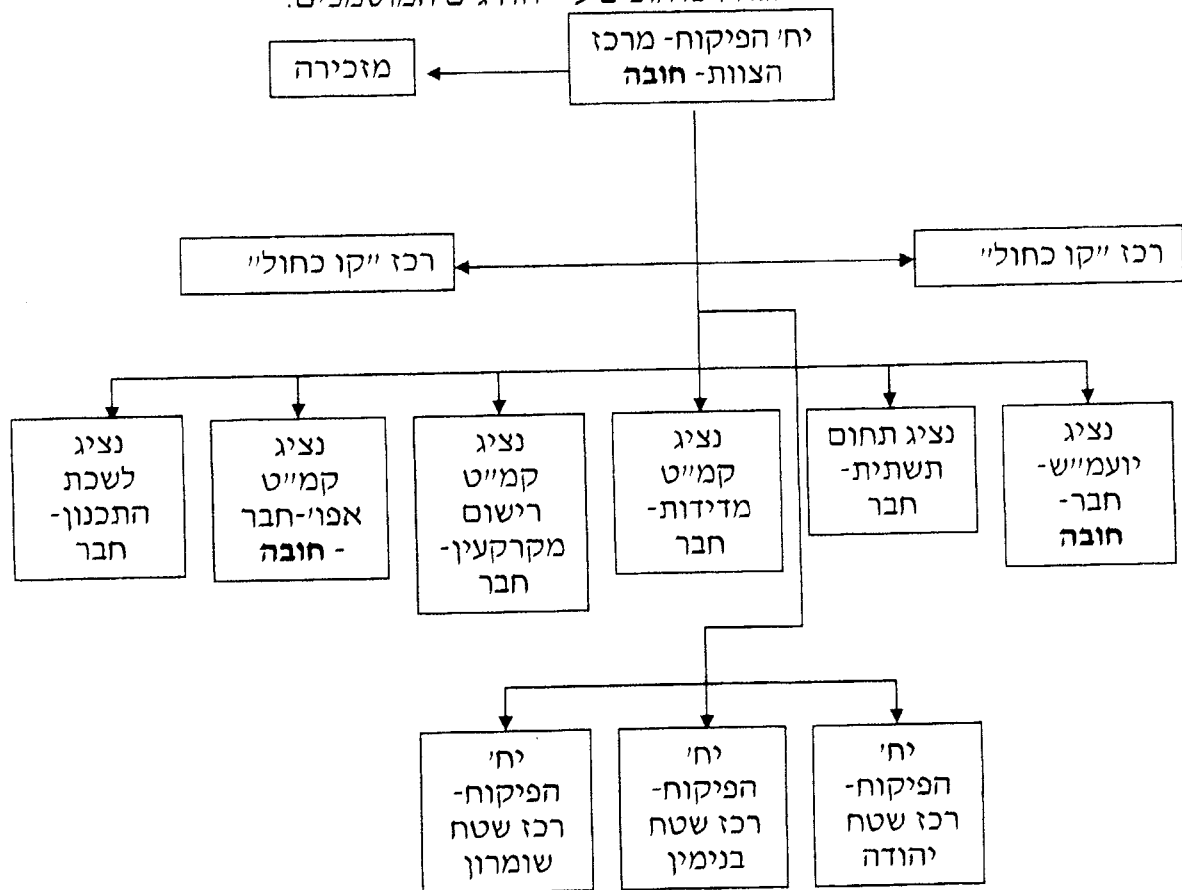 המוסמכים.
יח' הפיקוח- מרכז
הצוות- חובה
מזכירה
רכז "קו כחול"
רכז "קו כחול"
נציג
יועמ"ש-
חבר-
חובה
נציג תחום
תשתית-
חבר
נציג
קמ"ט
מדידות-
חבר
נציג
קמ"ט
רישום
מקרקעין-
חבר
נציג
קמ"ט
אפו'-חבר
- חובה
נציג
לשכת
התכנון-
חבר
יח'
הפיקוח-
רכז שטח
יהודה
יח'
הפיקוח-
רכז שטח
בנימין
יח'
הפיקוח-
רכז שטח
שומרון